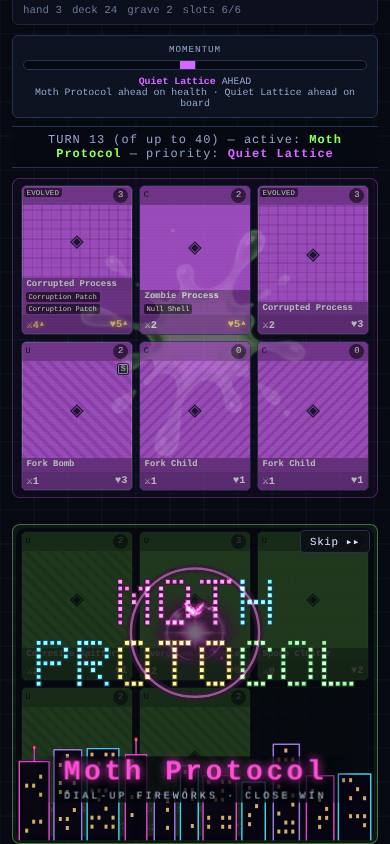 hand 3 deck 24 grave 2 slots 6/6
MOMENTUM
Quiet Lattice AHEAD
Moth Protocol ahead on health · Quiet Lattice ahead on
board
TURN 13 (of up to 40) — active: Moth
Protocol — priority: Quiet Lattice
EVOLVED 3
C 2
EVOLVED 3
Corrupted Process
Corruption Patch
Corruption Patch
⚔4▲ ♥5▲
Zombie Process
Null Shell
⚔2 ♥5▲
Corrupted Process
⚔2 ♥3
U 2
S
C 0
C 0
Fork Bomb
⚔1 ♥3
Fork Child
⚔1 ♥1
Fork Child
⚔1 ♥1
Skip ▸▸
2
3
MOTH
PROTOCOL
2
2
Moth Protocol
DIAL-UP FIREWORKS · CLOSE WIN